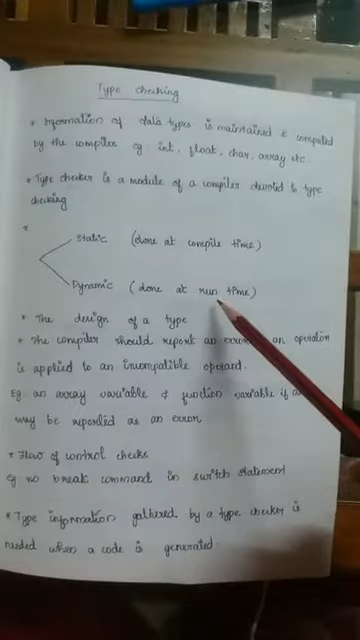 Type checking
* Information of data types is maintained & computed
by the compiler eg: int, float, char, array etc.
* Type checker is a module of a compiler devoted to type
checking
*
Static (done at compile time)
Dynamic (done at run time)
* The design of a type
* The compiler should report an error an operator
is applied to an incompatible operand.
Eg: an array variable & function variable if
may be reported as an error
* Flow of control checks
eg no break command in switch statement
* Type information gathered by a type checker is
needed when a code is generated.